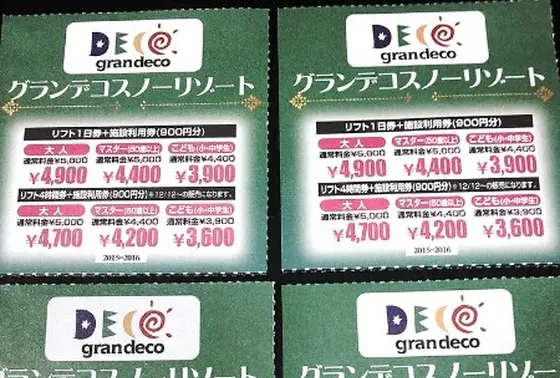 DECO
grandeco
グランデコスノーリゾート
リフト1日券+施設利用券(900円分)
大人 マスター(50歳以上) こども(小・中学生)
通常料金¥5,800 通常料金¥5,000 通常料金¥4,400
¥4,900 ¥4,400 ¥3,900
リフト4時間券+施設利用券(900円分)※12/12〜の販売になります。
大人 マスター(50歳以上) こども(小・中学生)
通常料金¥5,000 通常料金¥4,400 通常料金¥3,900
¥4,700 ¥4,200 ¥3,600
2015-2016
DECO
grandeco
グランデコスノーリゾート
リフト1日券+施設利用券(900円分)
大人 マスター(50歳以上) こども(小・中学生)
通常料金¥5,800 通常料金¥5,000 通常料金¥4,400
¥4,900 ¥4,400 ¥3,900
リフト4時間券+施設利用券(900円分)※12/12〜の販売になります。
大人 マスター(50歳以上) こども(小・中学生)
通常料金¥5,000 通常料金¥4,400 通常料金¥3,900
¥4,700 ¥4,200 ¥3,600
2015-2016
DECO
grandeco
グランデコスノーリゾート
DECO
grandeco
グランデコスノーリゾート